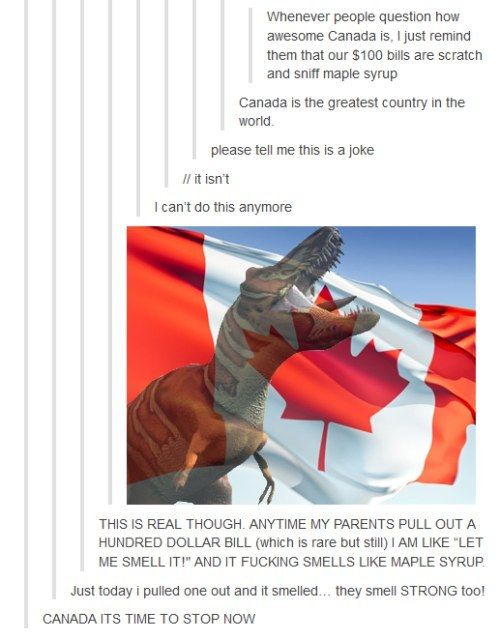 Whenever people question how
awesome Canada is, I just remind
them that our $100 bills are scratch
and sniff maple syrup
Canada is the greatest country in the
world.
please tell me this is a joke
// it isn't
I can't do this anymore
THIS IS REAL THOUGH. ANYTIME MY PARENTS PULL OUT A
HUNDRED DOLLAR BILL (which is rare but still) I AM LIKE "LET
ME SMELL IT!" AND IT FUCKING SMELLS LIKE MAPLE SYRUP.
Just today i pulled one out and it smelled... they smell STRONG too!
CANADA ITS TIME TO STOP NOW